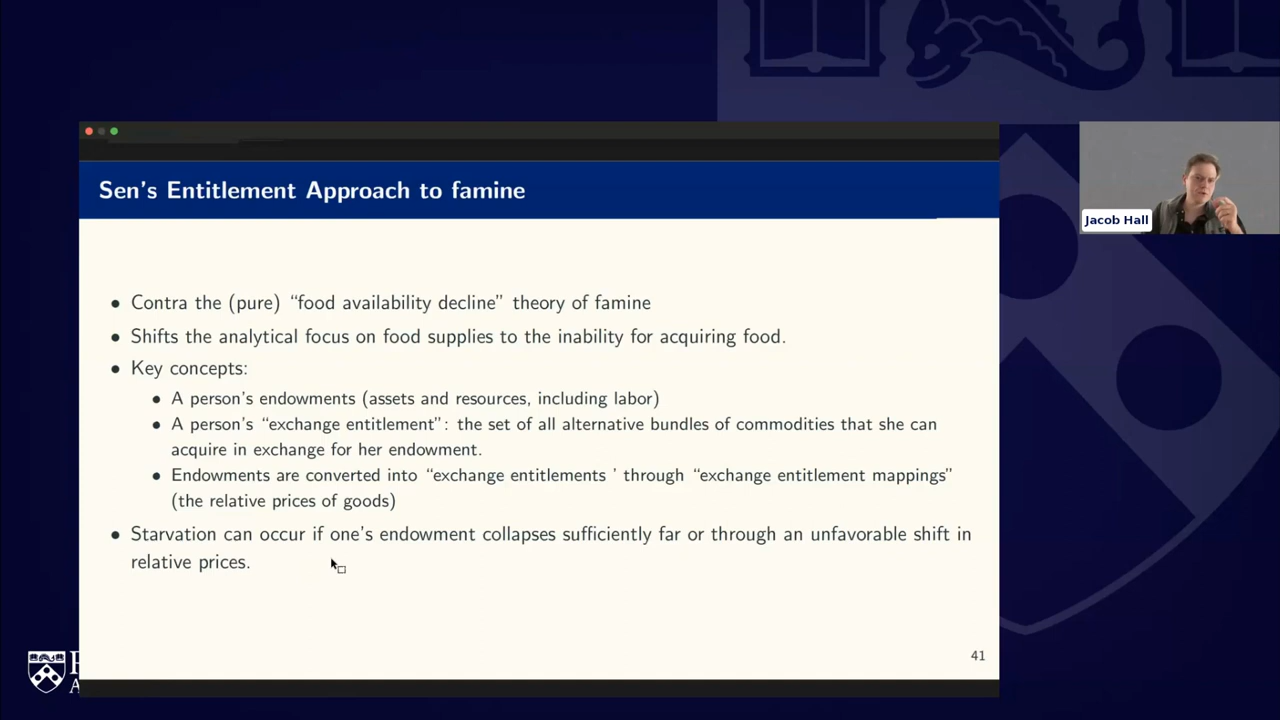 Sen's Entitlement Approach to famine
Jacob Hall
• Contra the (pure) “food availability decline” theory of famine
• Shifts the analytical focus on food supplies to the inability for acquiring food.
• Key concepts:
• A person's endowments (assets and resources, including labor)
• A person's “exchange entitlement”: the set of all alternative bundles of commodities that she can
acquire in exchange for her endowment.
• Endowments are converted into “exchange entitlements ’ through “exchange entitlement mappings”
(the relative prices of goods)
• Starvation can occur if one's endowment collapses sufficiently far or through an unfavorable shift in
relative prices.
41